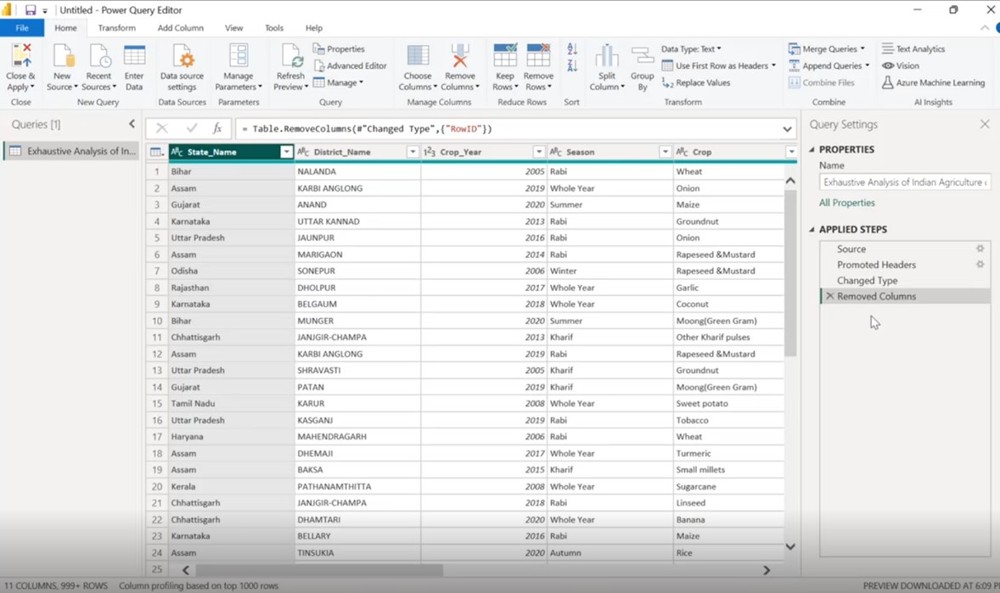 Untitled - Power Query Editor
File Home Transform Add Column View Tools Help
Close & Apply
New Source
Recent Sources
Enter Data
Data source settings
Manage Parameters
Refresh Preview
Properties
Advanced Editor
Manage
Choose Columns
Remove Columns
Keep Rows
Remove Rows
Split Column
Group By
Data Type: Text
Use First Row as Headers
Replace Values
Merge Queries
Append Queries
Combine Files
Text Analytics
Vision
Azure Machine Learning
Close New Query Data Sources Parameters Query Manage Columns Reduce Rows Sort Transform Combine AI Insights
Queries [1]
Exhaustive Analysis of In...
fx = Table.RemoveColumns(#"Changed Type",{"RowID"})
ABC State_Name ABC District_Name 123 Crop_Year ABC Season ABC Crop
1 Bihar NALANDA 2005 Rabi Wheat
2 Assam KARBI ANGLONG 2019 Whole Year Onion
3 Gujarat ANAND 2020 Summer Maize
4 Karnataka UTTAR KANNAD 2013 Rabi Groundnut
5 Uttar Pradesh JAUNPUR 2016 Rabi Onion
6 Assam MARIGAON 2014 Rabi Rapeseed &Mustard
7 Odisha SONEPUR 2006 Winter Rapeseed &Mustard
8 Rajasthan DHOLPUR 2017 Whole Year Garlic
9 Karnataka BELGAUM 2018 Whole Year Coconut
10 Bihar MUNGER 2020 Summer Moong(Green Gram)
11 Chhattisgarh JANJGIR-CHAMPA 2013 Kharif Other Kharif pulses
12 Assam KARBI ANGLONG 2019 Rabi Rapeseed &Mustard
13 Uttar Pradesh SHRAVASTI 2005 Kharif Groundnut
14 Gujarat PATAN 2019 Kharif Moong(Green Gram)
15 Tamil Nadu KARUR 2008 Whole Year Sweet potato
16 Uttar Pradesh KASGANJ 2019 Rabi Tobacco
17 Haryana MAHENDRAGARH 2006 Rabi Wheat
18 Assam DHEMAJI 2017 Whole Year Turmeric
19 Assam BAKSA 2015 Kharif Small millets
20 Kerala PATHANAMTHITTA 2008 Whole Year Sugarcane
21 Chhattisgarh JANJGIR-CHAMPA 2018 Rabi Linseed
22 Chhattisgarh DHAMTARI 2020 Whole Year Banana
23 Karnataka BELLARY 2016 Rabi Maize
24 Assam TINSUKIA 2020 Autumn Rice
25
Query Settings
PROPERTIES
Name
Exhaustive Analysis of Indian Agriculture
All Properties
APPLIED STEPS
Source
Promoted Headers
Changed Type
Removed Columns
11 COLUMNS, 999+ ROWS Column profiling based on top 1000 rows PREVIEW DOWNLOADED AT 6:09 P